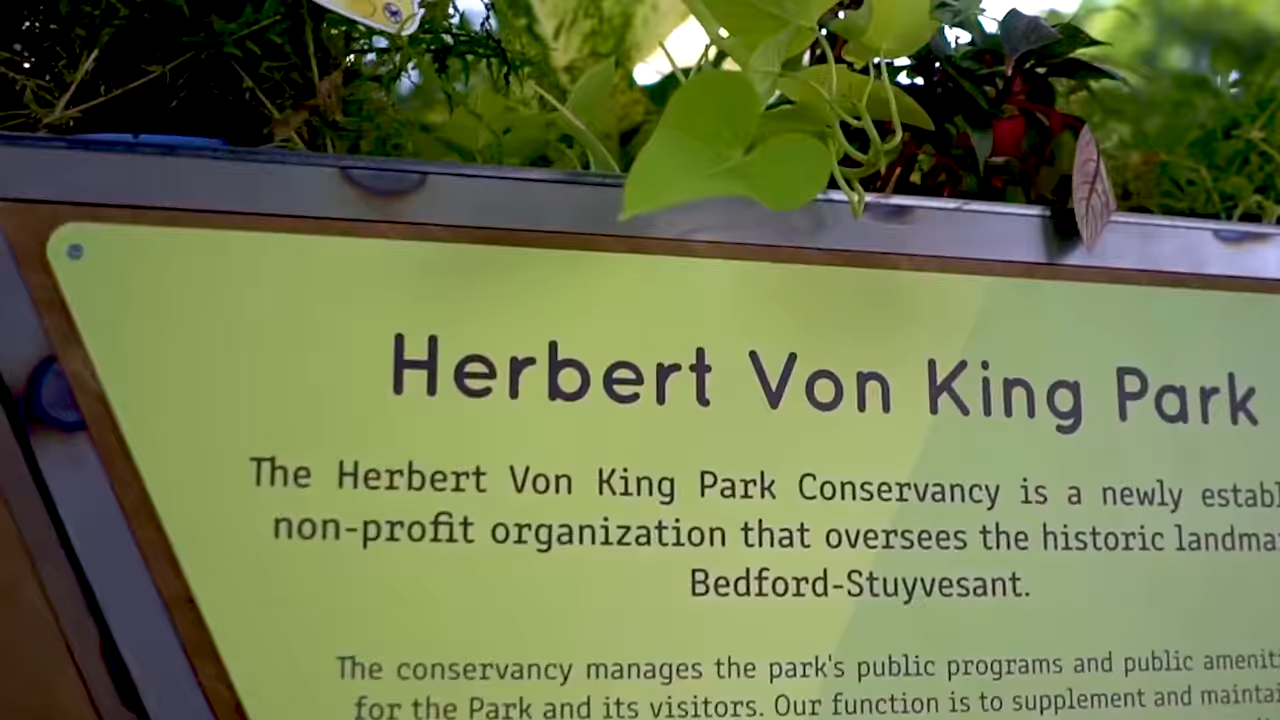 Herbert Von King Park
The Herbert Von King Park Conservancy is a newly
non-profit organization that oversees the historic
Bedford-Stuyvesant.
The conservancy manages the park's public programs and public
for the Park and its visitors. Our function is to supplement and